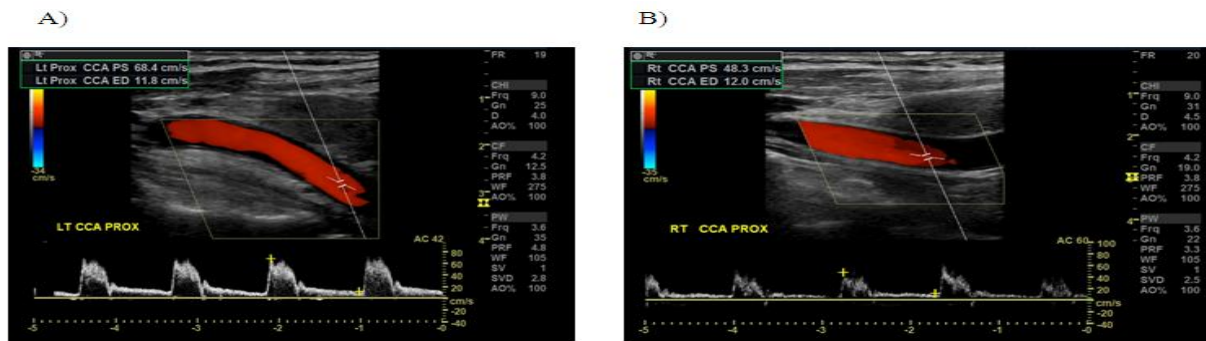 A)
Lt Prox CCA PS 68.4 cm/s
Lt Prox CCA ED 11.8 cm/s
-34
cm/s
LT CCA PROX
FR 19
CHI
Frq 9.0
Gn 25
D 4.0
AO% 100
CF
Frq 4.2
Gn 12.5
PRF 3.8
WF 275
AO% 100
PW
Frq 3.6
Gn 35
PRF 4.8
WF 105
SV 1
SVD 2.8
AO% 100
1
2
3
4
AC 42
80
60
40
20
cm/s
-20
-40
-5
-4
-3
-2
-1
-0
B)
Rt CCA PS 48.3 cm/s
Rt CCA ED 12.0 cm/s
-35
cm/s
RT CCA PROX
FR 20
CHI
Frq 9.0
Gn 31
D 4.5
AO% 100
CF
Frq 4.2
Gn 19.0
PRF 3.8
WF 275
AO% 100
PW
Frq 3.6
Gn 22
PRF 3.3
WF 105
SV 1
SVD 2.5
AO% 100
1
2
4
AC 60
100
80
60
40
20
cm/s
-20
-40
-5
-4
-3
-2
-1
-0